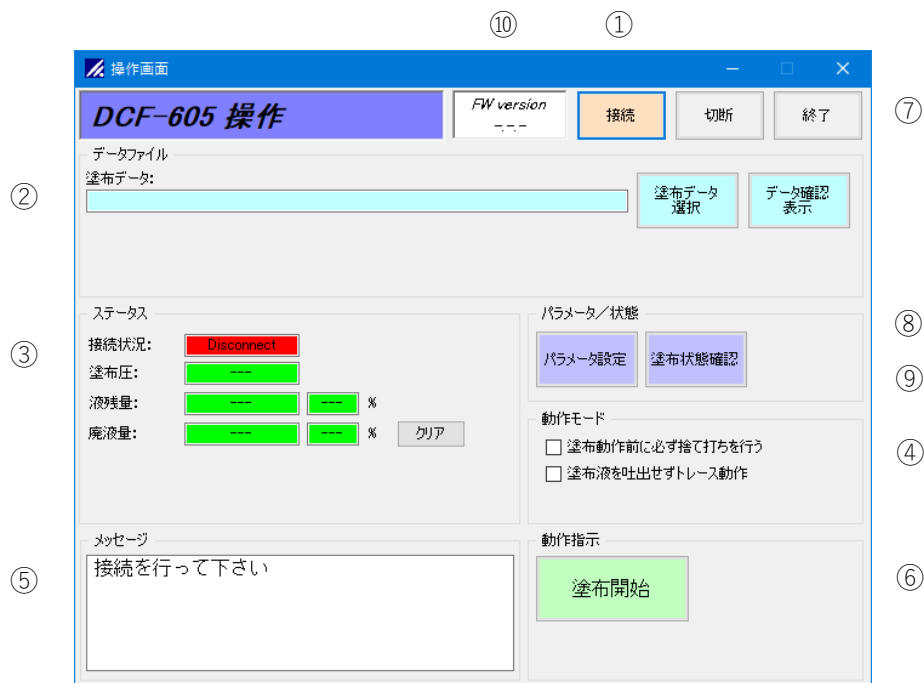 ⑩ ①
操作画面
DCF-605 操作
FW version
-.-.-
接続
切断
終了
⑦
データファイル
②
塗布データ:
塗布データ
選択
データ確認
表示
ステータス
③
接続状況: Disconnect
塗布圧: ---
液残量: --- --- %
廃液量: --- --- % クリア
パラメータ/状態
⑧
パラメータ設定
塗布状態確認
⑨
動作モード
④
塗布動作前に必ず捨て打ちを行う
塗布液を吐出せずトレース動作
メッセージ
⑤
接続を行って下さい
動作指示
⑥
塗布開始